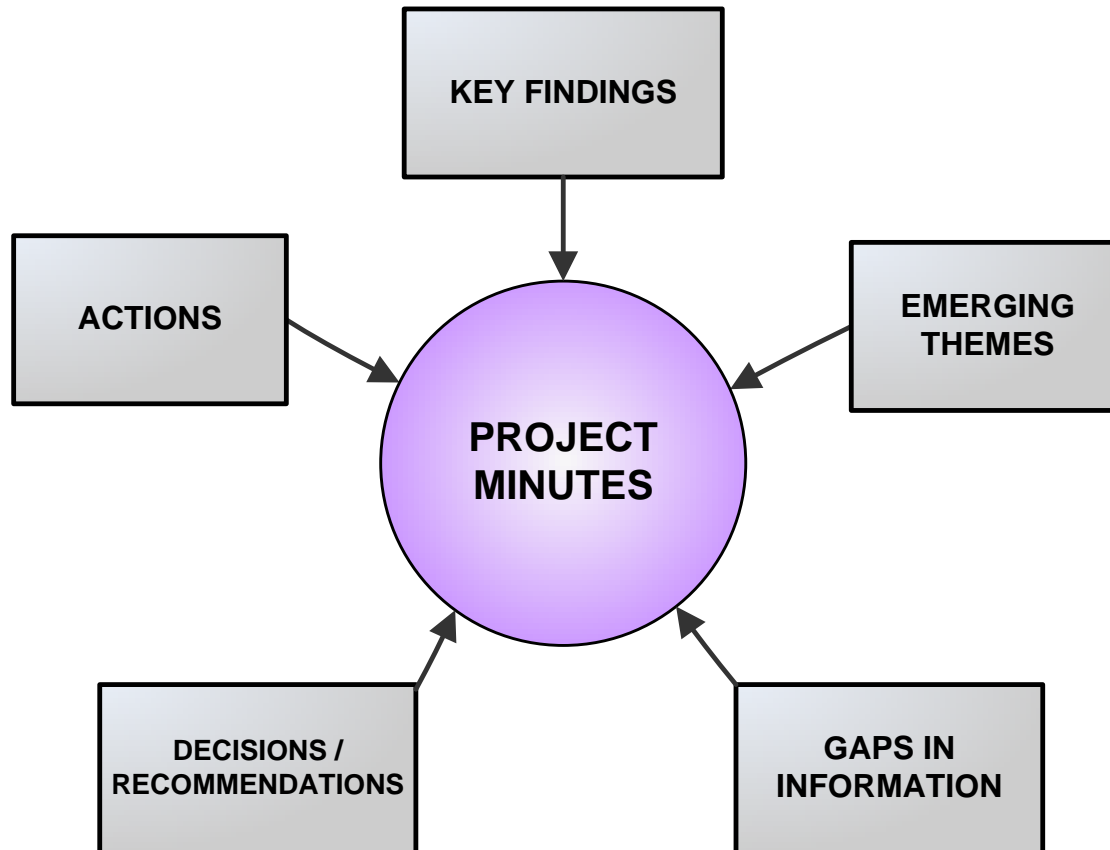 KEY FINDINGS
ACTIONS
EMERGING
THEMES
PROJECT
MINUTES
DECISIONS /
RECOMMENDATIONS
GAPS IN
INFORMATION